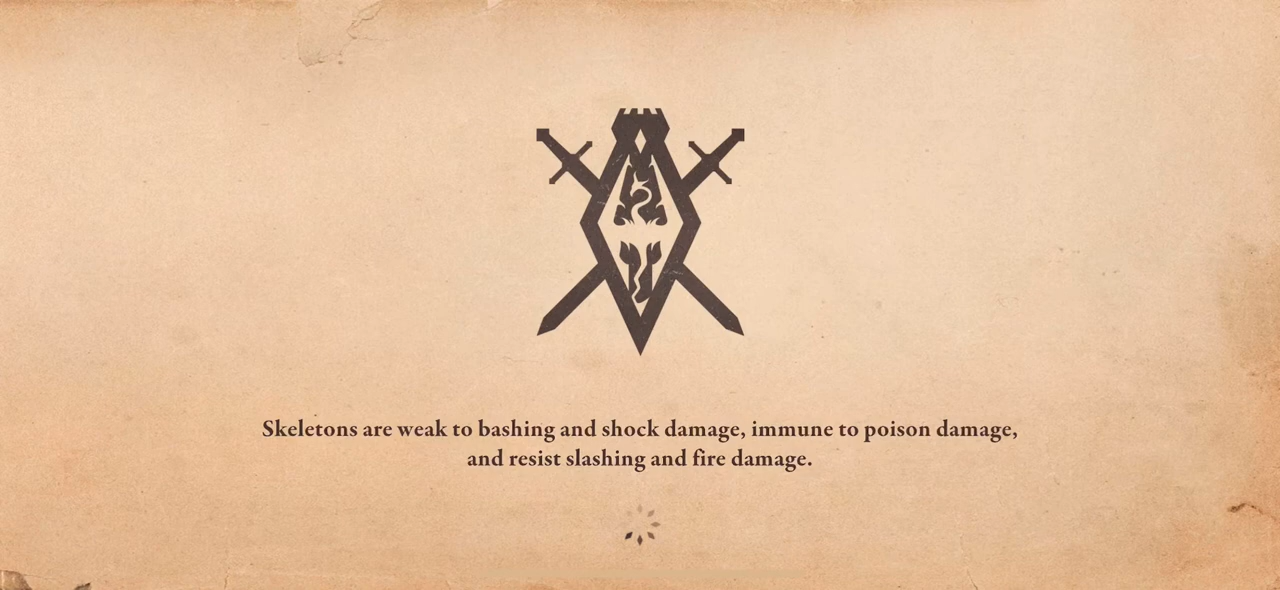 Skeletons are weak to bashing and shock damage, immune to poison damage,
and resist slashing and fire damage.